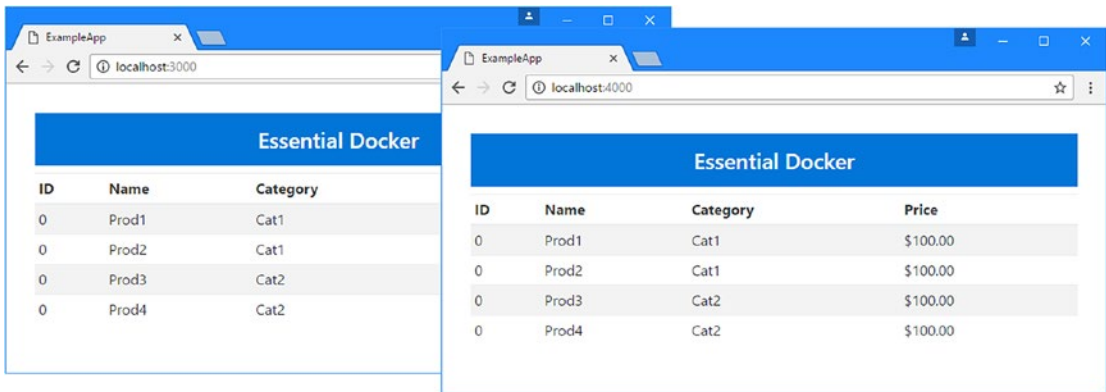 ExampleApp
localhost:3000
Essential Docker
ID Name Category
0 Prod1 Cat1
0 Prod2 Cat1
0 Prod3 Cat2
0 Prod4 Cat2
ExampleApp
localhost:4000
Essential Docker
ID Name Category Price
0 Prod1 Cat1 $100.00
0 Prod2 Cat1 $100.00
0 Prod3 Cat2 $100.00
0 Prod4 Cat2 $100.00